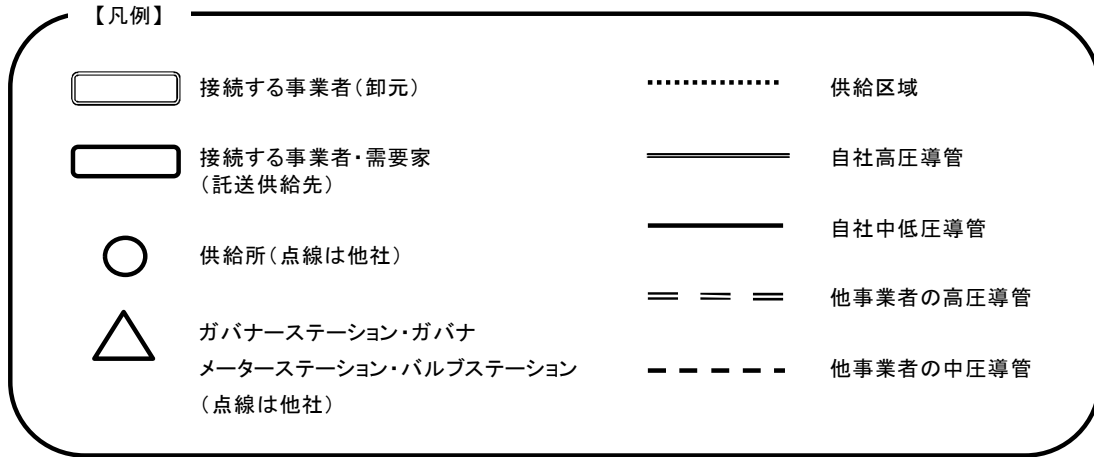 【凡例】
接続する事業者(卸元)
接続する事業者・需要家
(託送供給先)
供給所(点線は他社)
ガバナーステーション・ガバナ
メーターステーション・バルブステーション
(点線は他社)
供給区域
自社高圧導管
自社中低圧導管
他事業者の高圧導管
他事業者の中圧導管